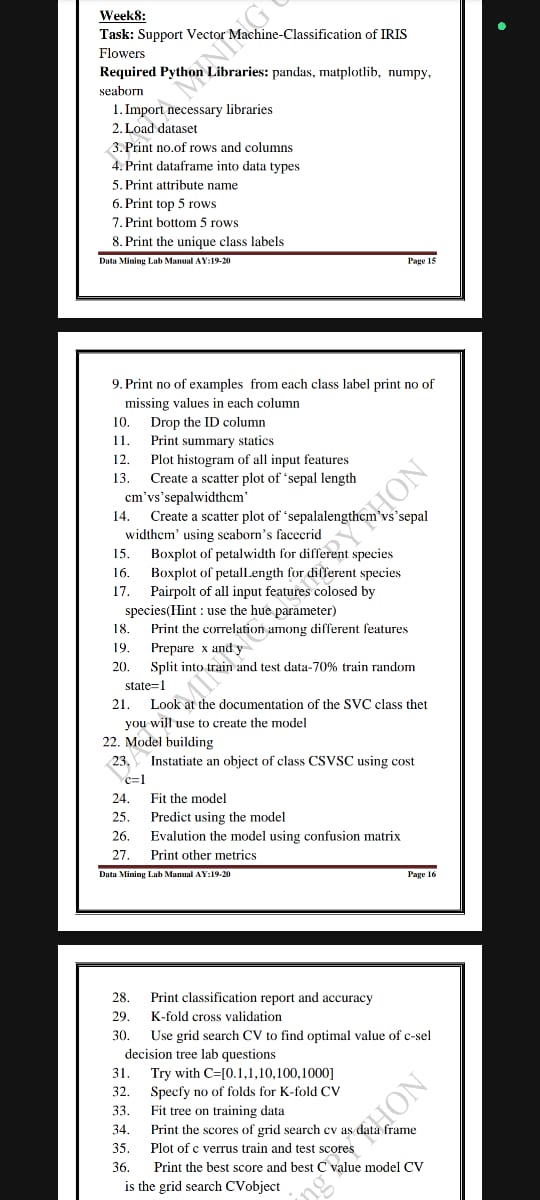 Week8:
Task: Support Vector Machine-Classification of IRIS
Flowers
Required Python Libraries: pandas, matplotlib, numpy,
seaborn
1. Import necessary libraries
2. Load dataset
3. Print no.of rows and columns
4. Print dataframe into data types
5. Print attribute name
6. Print top 5 rows
7. Print bottom 5 rows
8. Print the unique class labels
Data Mining Lab Manual AY:19-20 Page 15
9. Print no of examples from each class label print no of
missing values in each column
10. Drop the ID column
11. Print summary statics
12. Plot histogram of all input features
13. Create a scatter plot of ‘sepal length
cm’vs’sepalwidthcm’
14. Create a scatter plot of ‘sepalalengthcm’vs’sepal
widthcm’ using seaborn’s facecrid
15. Boxplot of petalwidth for different species
16. Boxplot of petalLength for different species
17. Pairpolt of all input features colosed by
species(Hint : use the hue parameter)
18. Print the correlation among different features
19. Prepare x and y
20. Split into train and test data-70% train random
state=1
21. Look at the documentation of the SVC class thet
you will use to create the model
22. Model building
23. Instatiate an object of class CSVSC using cost
c=1
24. Fit the model
25. Predict using the model
26. Evalution the model using confusion matrix
27. Print other metrics
Data Mining Lab Manual AY:19-20 Page 16
28. Print classification report and accuracy
29. K-fold cross validation
30. Use grid search CV to find optimal value of c-sel
decision tree lab questions
31. Try with C=[0.1,1,10,100,1000]
32. Specfy no of folds for K-fold CV
33. Fit tree on training data
34. Print the scores of grid search cv as data frame
35. Plot of c verrus train and test scores
36. Print the best score and best C value model CV
is the grid search CVobject